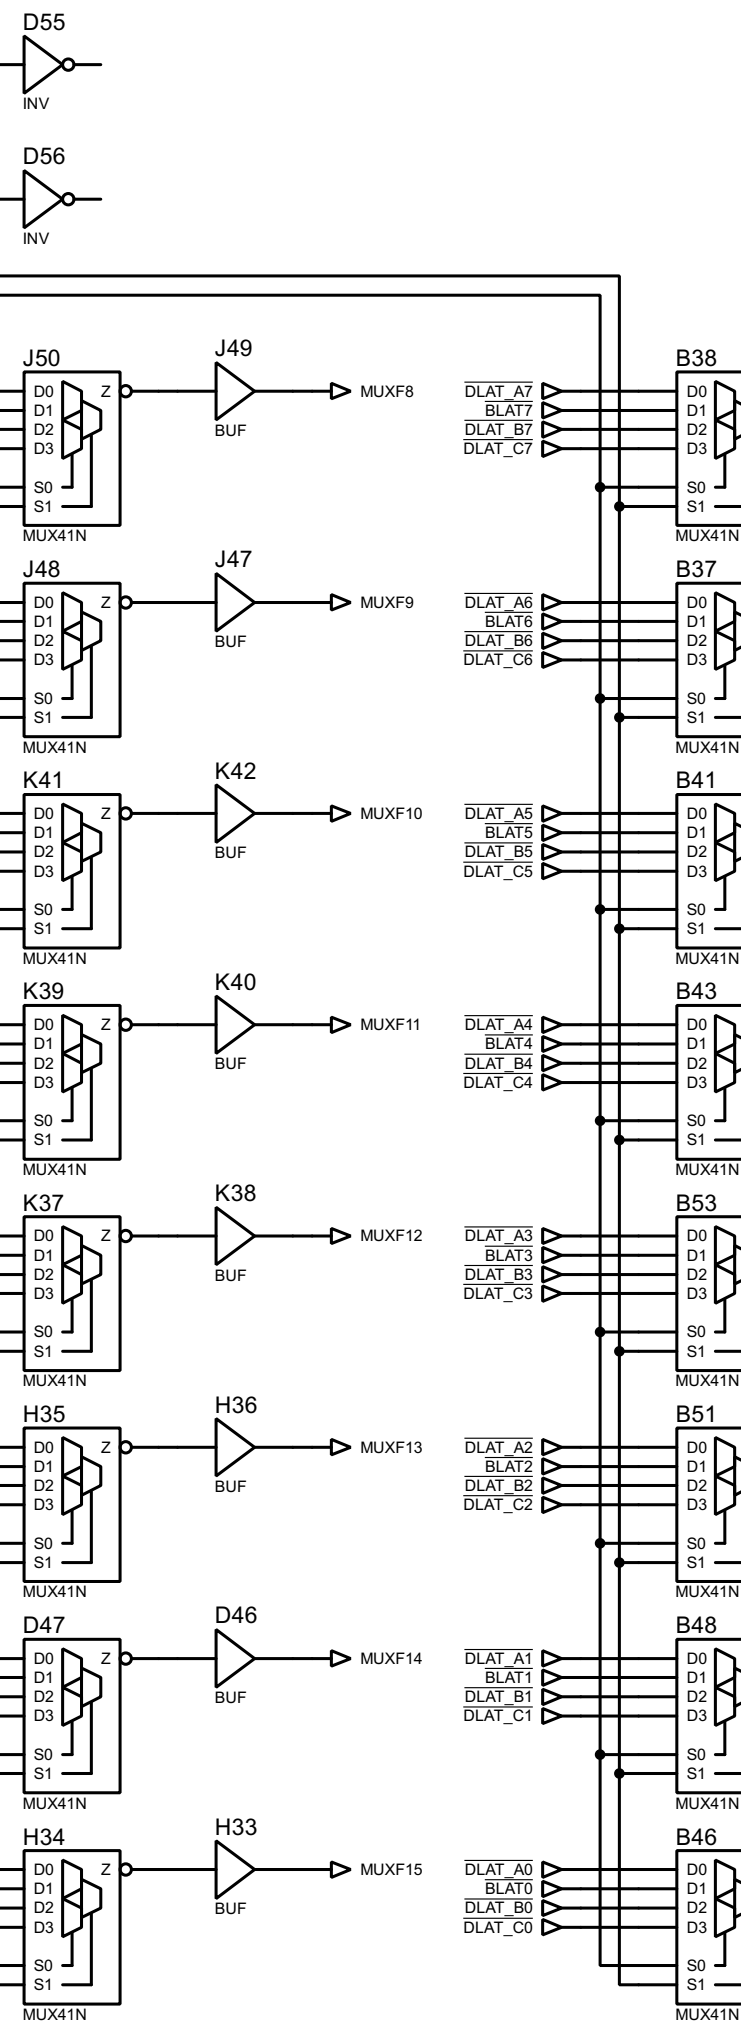 D55
INV
D56
INV
J50 J49 B38
D0 Z MUXF8 DLAT_A7 D0
D1 BLAT7 D1
D2 BUF DLAT_B7 D2
D3 DLAT_C7 D3
S0 S0
S1 S1
MUX41N MUX41N
J48 J47 B37
D0 Z MUXF9 DLAT_A6 D0
D1 BLAT6 D1
D2 BUF DLAT_B6 D2
D3 DLAT_C6 D3
S0 S0
S1 S1
MUX41N MUX41N
K41 K42 B41
D0 Z MUXF10 DLAT_A5 D0
D1 BLAT5 D1
D2 BUF DLAT_B5 D2
D3 DLAT_C5 D3
S0 S0
S1 S1
MUX41N MUX41N
K39 K40 B43
D0 Z MUXF11 DLAT_A4 D0
D1 BLAT4 D1
D2 BUF DLAT_B4 D2
D3 DLAT_C4 D3
S0 S0
S1 S1
MUX41N MUX41N
K37 K38 B53
D0 Z MUXF12 DLAT_A3 D0
D1 BLAT3 D1
D2 BUF DLAT_B3 D2
D3 DLAT_C3 D3
S0 S0
S1 S1
MUX41N MUX41N
H35 H36 B51
D0 Z MUXF13 DLAT_A2 D0
D1 BLAT2 D1
D2 BUF DLAT_B2 D2
D3 DLAT_C2 D3
S0 S0
S1 S1
MUX41N MUX41N
D47 D46 B48
D0 Z MUXF14 DLAT_A1 D0
D1 BLAT1 D1
D2 BUF DLAT_B1 D2
D3 DLAT_C1 D3
S0 S0
S1 S1
MUX41N MUX41N
H34 H33 B46
D0 Z MUXF15 DLAT_A0 D0
D1 BLAT0 D1
D2 BUF DLAT_B0 D2
D3 DLAT_C0 D3
S0 S0
S1 S1
MUX41N MUX41N